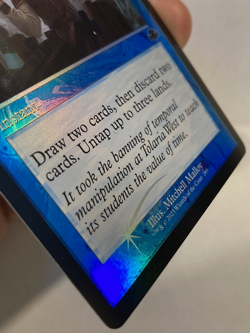 Instant
Draw two cards, then discard two
cards. Untap up to three lands.
It took the banning of temporal
manipulation at Tolaria West to teach
its students the value of time.
Illus. Mitchell Malloy